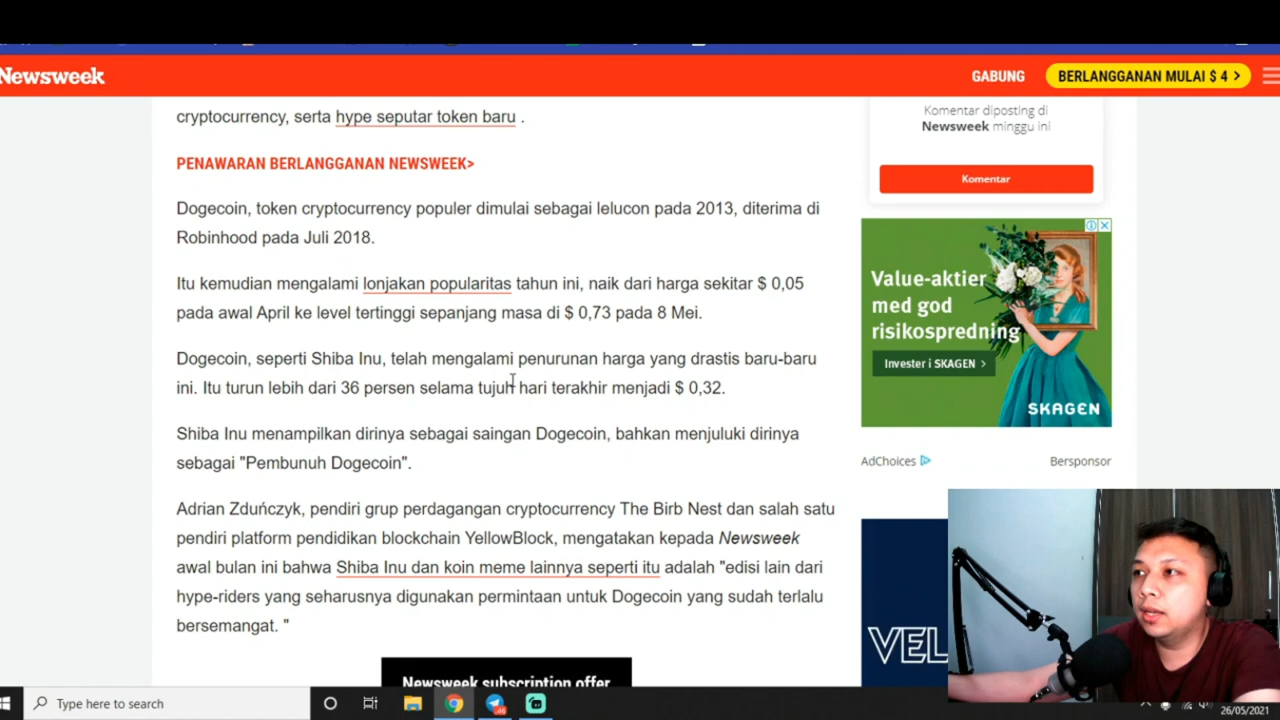 Newsweek
GABUNG
BERLANGGANAN MULAI $ 4 >
cryptocurrency, serta hype seputar token baru .
PENAWARAN BERLANGGANAN NEWSWEEK>
Dogecoin, token cryptocurrency populer dimulai sebagai lelucon pada 2013, diterima di
Robinhood pada Juli 2018.
Itu kemudian mengalami lonjakan popularitas tahun ini, naik dari harga sekitar $ 0,05
pada awal April ke level tertinggi sepanjang masa di $ 0,73 pada 8 Mei.
Dogecoin, seperti Shiba Inu, telah mengalami penurunan harga yang drastis baru-baru
ini. Itu turun lebih dari 36 persen selama tujuh hari terakhir menjadi $ 0,32.
Shiba Inu menampilkan dirinya sebagai saingan Dogecoin, bahkan menjuluki dirinya
sebagai "Pembunuh Dogecoin".
Adrian Zduńczyk, pendiri grup perdagangan cryptocurrency The Birb Nest dan salah satu
pendiri platform pendidikan blockchain YellowBlock, mengatakan kepada Newsweek
awal bulan ini bahwa Shiba Inu dan koin meme lainnya seperti itu adalah "edisi lain dari
hype-riders yang seharusnya digunakan permintaan untuk Dogecoin yang sudah terlalu
bersemangat. "
Newsweek subscription offer
Komentar diposting di
Newsweek minggu ini
Komentar
Value-aktier
med god
risikospredning
Invester i SKAGEN >
SKAGEN
AdChoices
Bersponsor
VEL
Type here to search
26/05/2021